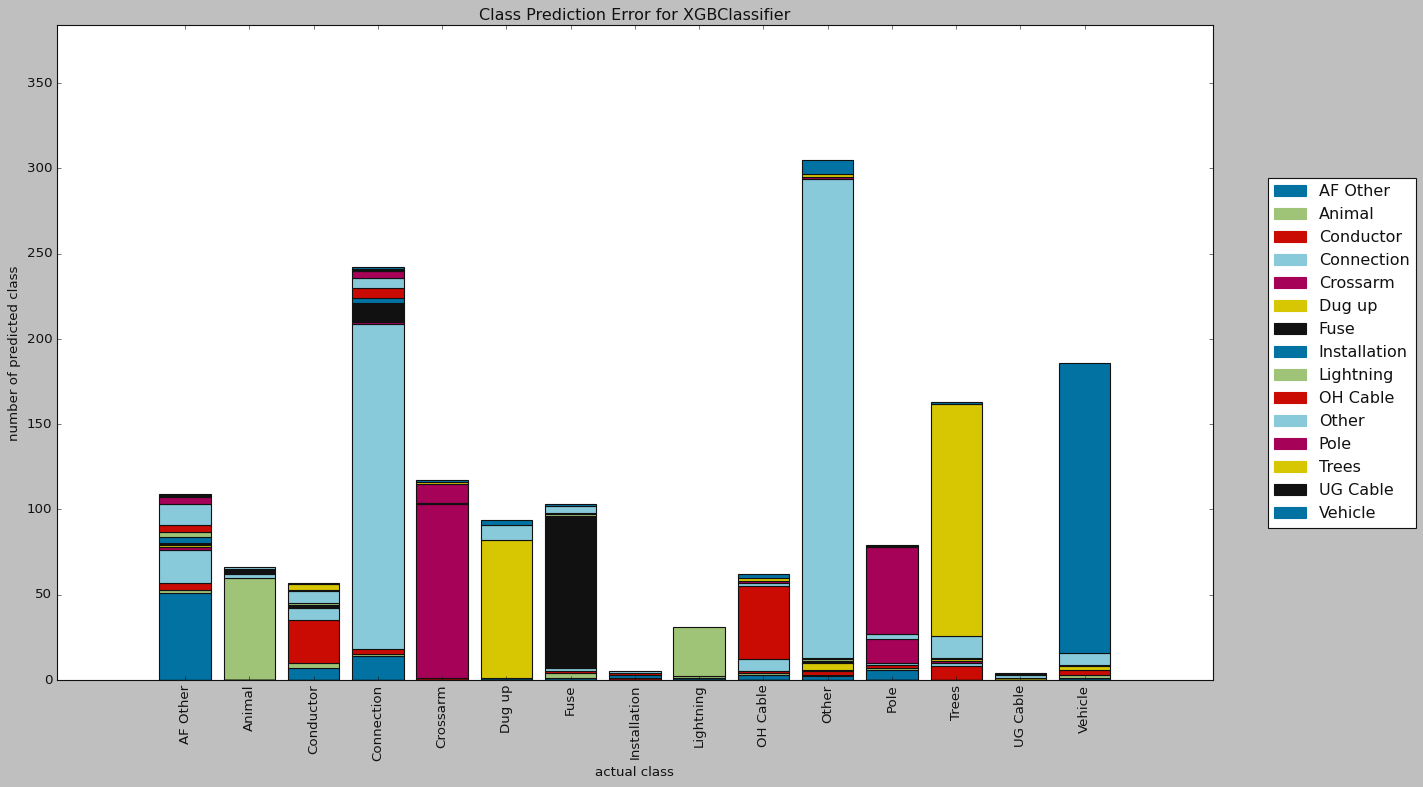 Class Prediction Error for XGBClassifier
350
300
250
200
150
100
50
0
number of predicted class
AF Other
Animal
Conductor
Connection
Crossarm
Dug up
Fuse
Installation
Lightning
OH Cable
Other
Pole
Trees
UG Cable
Vehicle
actual class
AF Other
Animal
Conductor
Connection
Crossarm
Dug up
Fuse
Installation
Lightning
OH Cable
Other
Pole
Trees
UG Cable
Vehicle